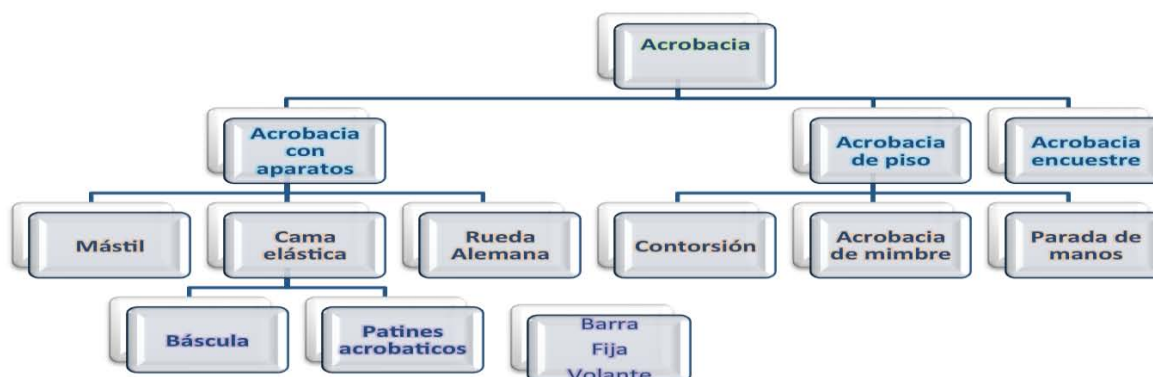 Acrobacia
Acrobacia
con
aparatos
Acrobacia
de piso
Acrobacia
encuestre
Mástil
Cama
elástica
Rueda
Alemana
Contorsión
Acrobacia
de mimbre
Parada de
manos
Báscula
Patines
acrobaticos
Barra
Fija
Volante